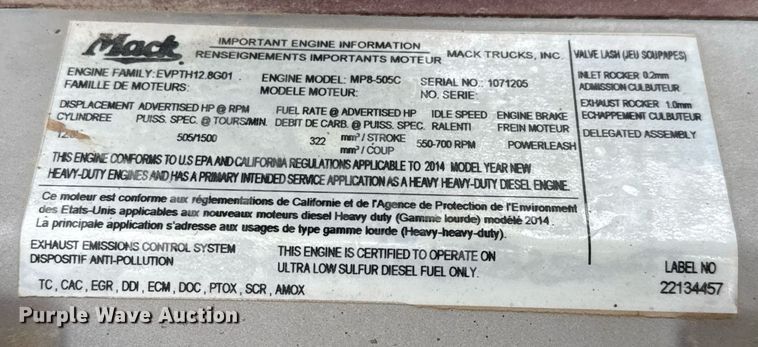 Mack
IMPORTANT ENGINE INFORMATION
RENSEIGNEMENTS IMPORTANTS MOTEUR
MACK TRUCKS, INC.
ENGINE FAMILY: EVPTH12.8G01
FAMILLE DE MOTEURS:
ENGINE MODEL: MP8-505C
MODELE MOTEUR:
SERIAL NO.: 1071205
NO. SERIE:
DISPLACEMENT
CYLINDREE
ADVERTISED HP @ RPM
PUISS. SPEC. @ TOURS/MIN.
505/1500
FUEL RATE @ ADVERTISED HP
DEBIT DE CARB. @ PUISS. SPEC.
322 mm³ / STROKE
mm³ / COUP
IDLE SPEED
RALENTI
550-700 RPM
ENGINE BRAKE
FREIN MOTEUR
POWERLEASH
THIS ENGINE CONFORMS TO U.S EPA AND CALIFORNIA REGULATIONS APPLICABLE TO 2014 MODEL YEAR NEW
HEAVY-DUTY ENGINES AND HAS A PRIMARY INTENDED SERVICE APPLICATION AS A HEAVY HEAVY-DUTY DIESEL ENGINE.
Ce moteur est conforme aux réglementations de Californie et de l'Agence de Protection de l'Environment
des Etats-Unis applicables aux nouveaux moteurs diesel Heavy duty (Gamme lourde) modélé 2014.
La principale application s'adresse aux usages de type gamme lourde (Heavy-heavy-duty).
EXHAUST EMISSIONS CONTROL SYSTEM
DISPOSITIF ANTI-POLLUTION
THIS ENGINE IS CERTIFIED TO OPERATE ON
ULTRA LOW SULFUR DIESEL FUEL ONLY.
TC , CAC , EGR , DDI , ECM , DOC , PTOX , SCR , AMOX
VALVE LASH (JEU SOUPAPES)
INLET ROCKER 0.2mm
ADMISSION CULBUTEUR
EXHAUST ROCKER 1.0mm
ECHAPPEMENT CULBUTEUR
DELEGATED ASSEMBLY
LABEL NO
22134457
Purple Wave Auction